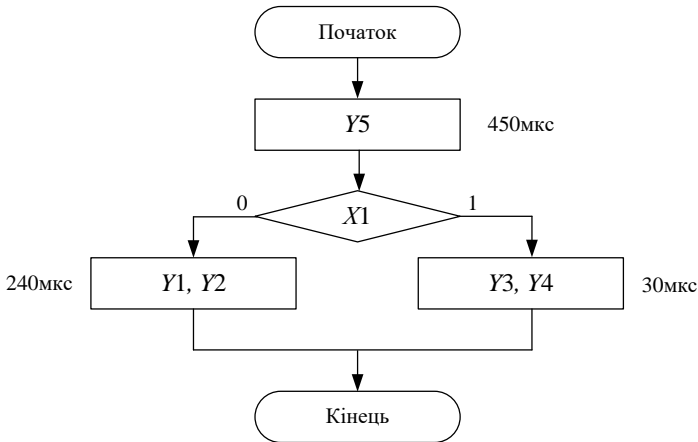 Початок
Y5 450мкс
0 X1 1
240мкс Y1, Y2 Y3, Y4 30мкс
Кінець